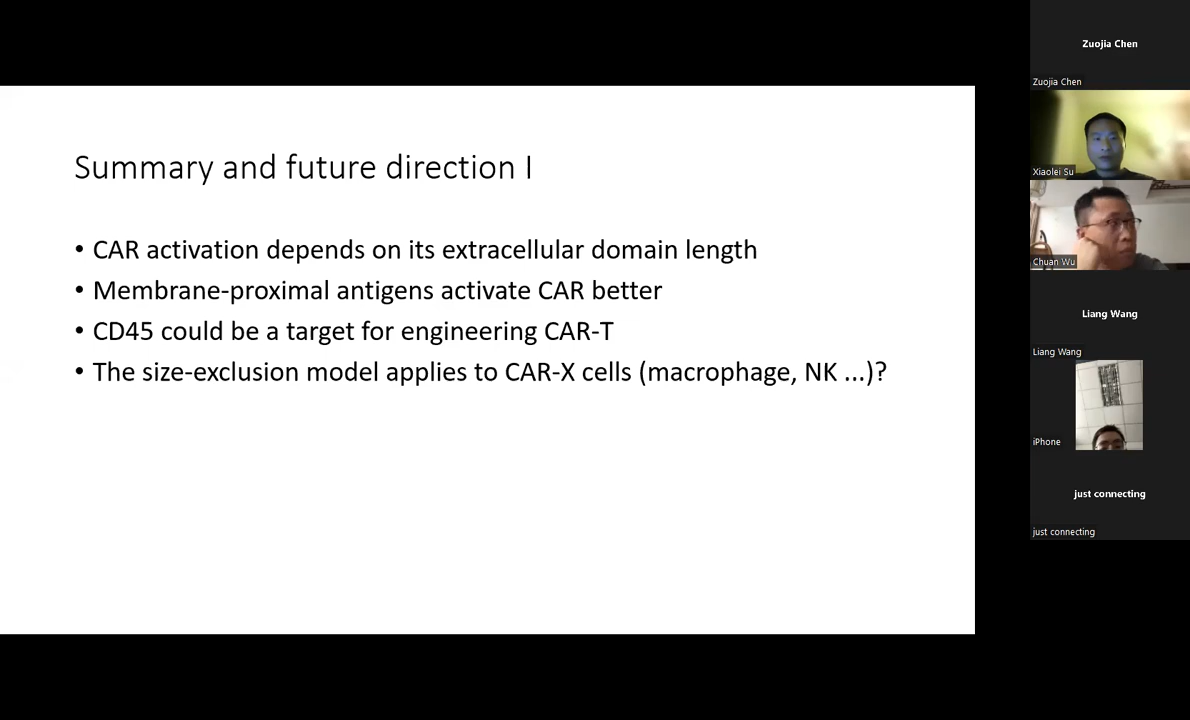 Summary and future direction I
• CAR activation depends on its extracellular domain length
• Membrane-proximal antigens activate CAR better
• CD45 could be a target for engineering CAR-T
• The size-exclusion model applies to CAR-X cells (macrophage, NK ...)?
Zuojia Chen
Zuojia Chen
Xiaolei Su
Chuan Wu
Liang Wang
Liang Wang
iPhone
just connecting
just connecting